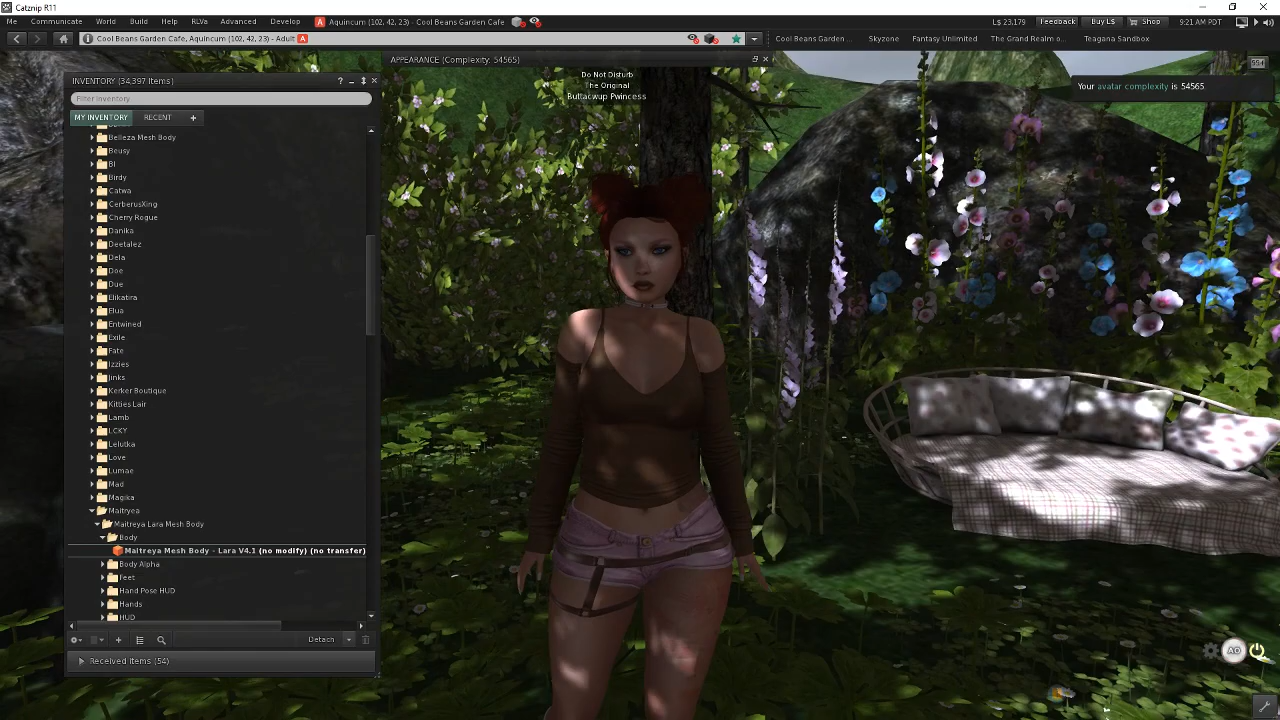 Catznip R11
Me Communicate World Build Help RLVa Advanced Develop
A Aquincum (102, 42, 23) - Cool Beans Garden Cafe
L$ 23,179 Feedback Buy L$ Shop 9:21 AM PDT
Cool Beans Garden Cafe, Aquincum (102, 42, 23) - Adult A
Cool Beans Garden ... Skyzone Fantasy Unlimited The Grand Realm o... Teagana Sandbox
APPEARANCE (Complexity: 54565)
Do Not Disturb
The Original
Buttacwup Pwincess
Your avatar complexity is 54565.
INVENTORY (34,397 Items)
Filter Inventory
MY INVENTORY RECENT +
Belleza Mesh Body
Beusy
BI
Birdy
Catwa
CerberusXing
Cherry Rogue
Danika
Deetalez
Dela
Doe
Due
Elikatira
Elua
Entwined
Exile
Fate
Izzies
Jinks
Kerker Boutique
Kitties Lair
Lamb
LCKY
Lelutka
Love
Lumae
Mad
Magika
Maitryea
Maitreya Lara Mesh Body
Body
Maitreya Mesh Body - Lara V4.1 (no modify) (no transfer)
Body Alpha
Feet
Hand Pose HUD
Hands
HUD
Detach
Received Items (54)
AO